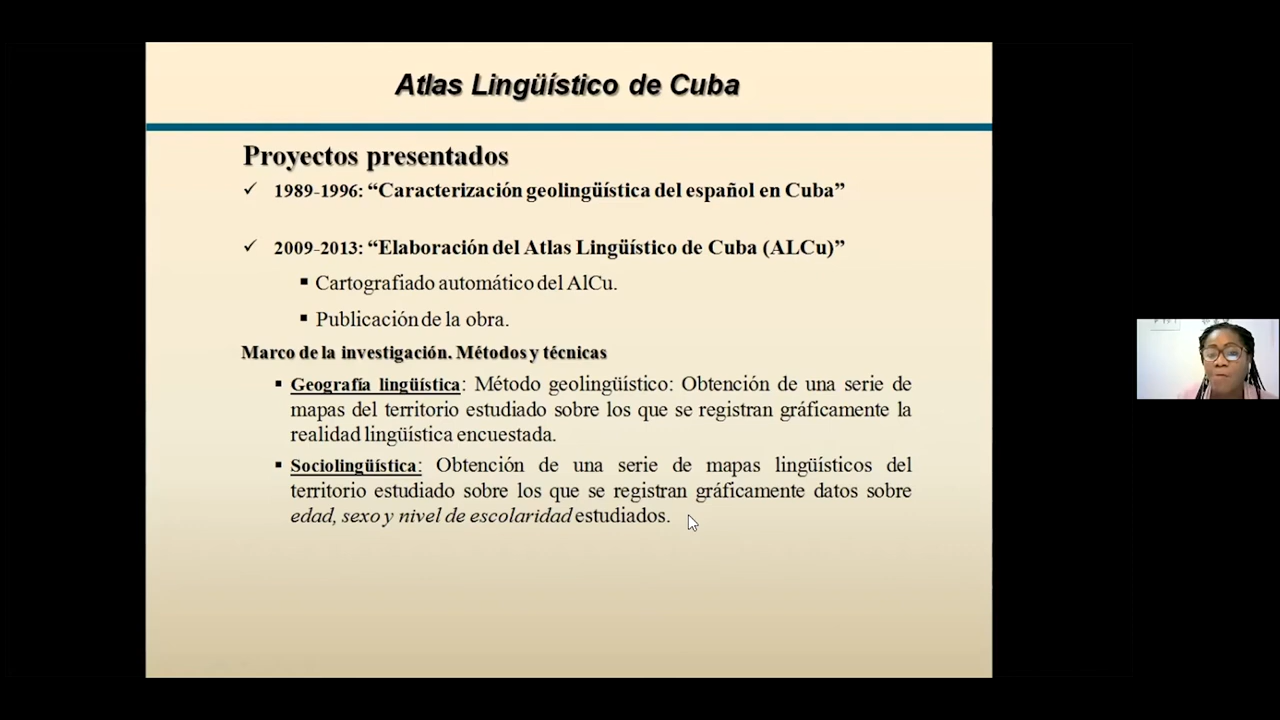 Atlas Lingüístico de Cuba
Proyectos presentados
✓ 1989-1996: “Caracterización geolingüística del español en Cuba”
✓ 2009-2013: “Elaboración del Atlas Lingüístico de Cuba (ALCu)”
▪ Cartografiado automático del AlCu.
▪ Publicación de la obra.
Marco de la investigación. Métodos y técnicas
▪ Geografía lingüística: Método geolingüístico: Obtención de una serie de
mapas del territorio estudiado sobre los que se registran gráficamente la
realidad lingüística encuestada.
▪ Sociolingüística: Obtención de una serie de mapas lingüísticos del
territorio estudiado sobre los que se registran gráficamente datos sobre
edad, sexo y nivel de escolaridad estudiados.